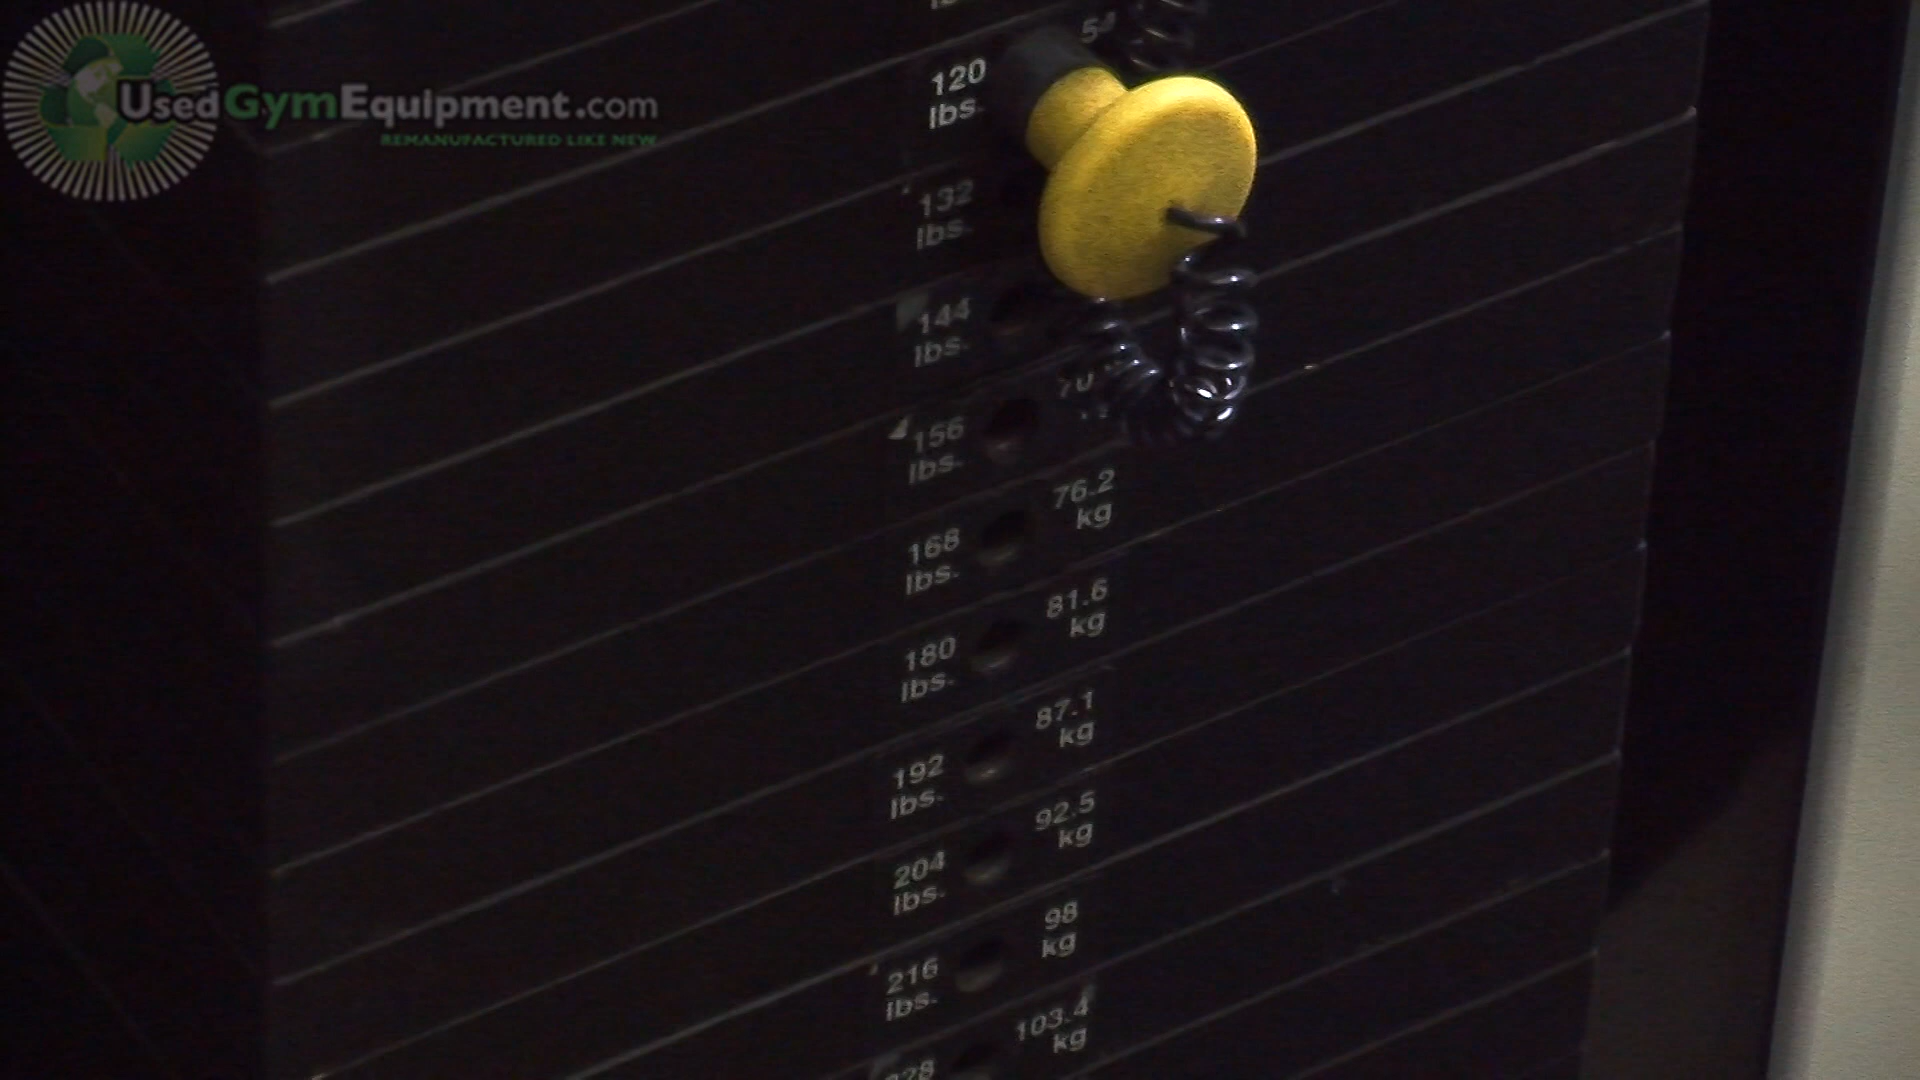 UsedGymEquipment.com
REMANUFACTURED LIKE NEW
120
lbs.
132
lbs.
144
lbs.
156
lbs.
76.2
kg
168
lbs.
81.6
kg
180
lbs.
87.1
kg
192
lbs.
92.5
kg
204
lbs.
98
kg
216
lbs.
103.4
kg